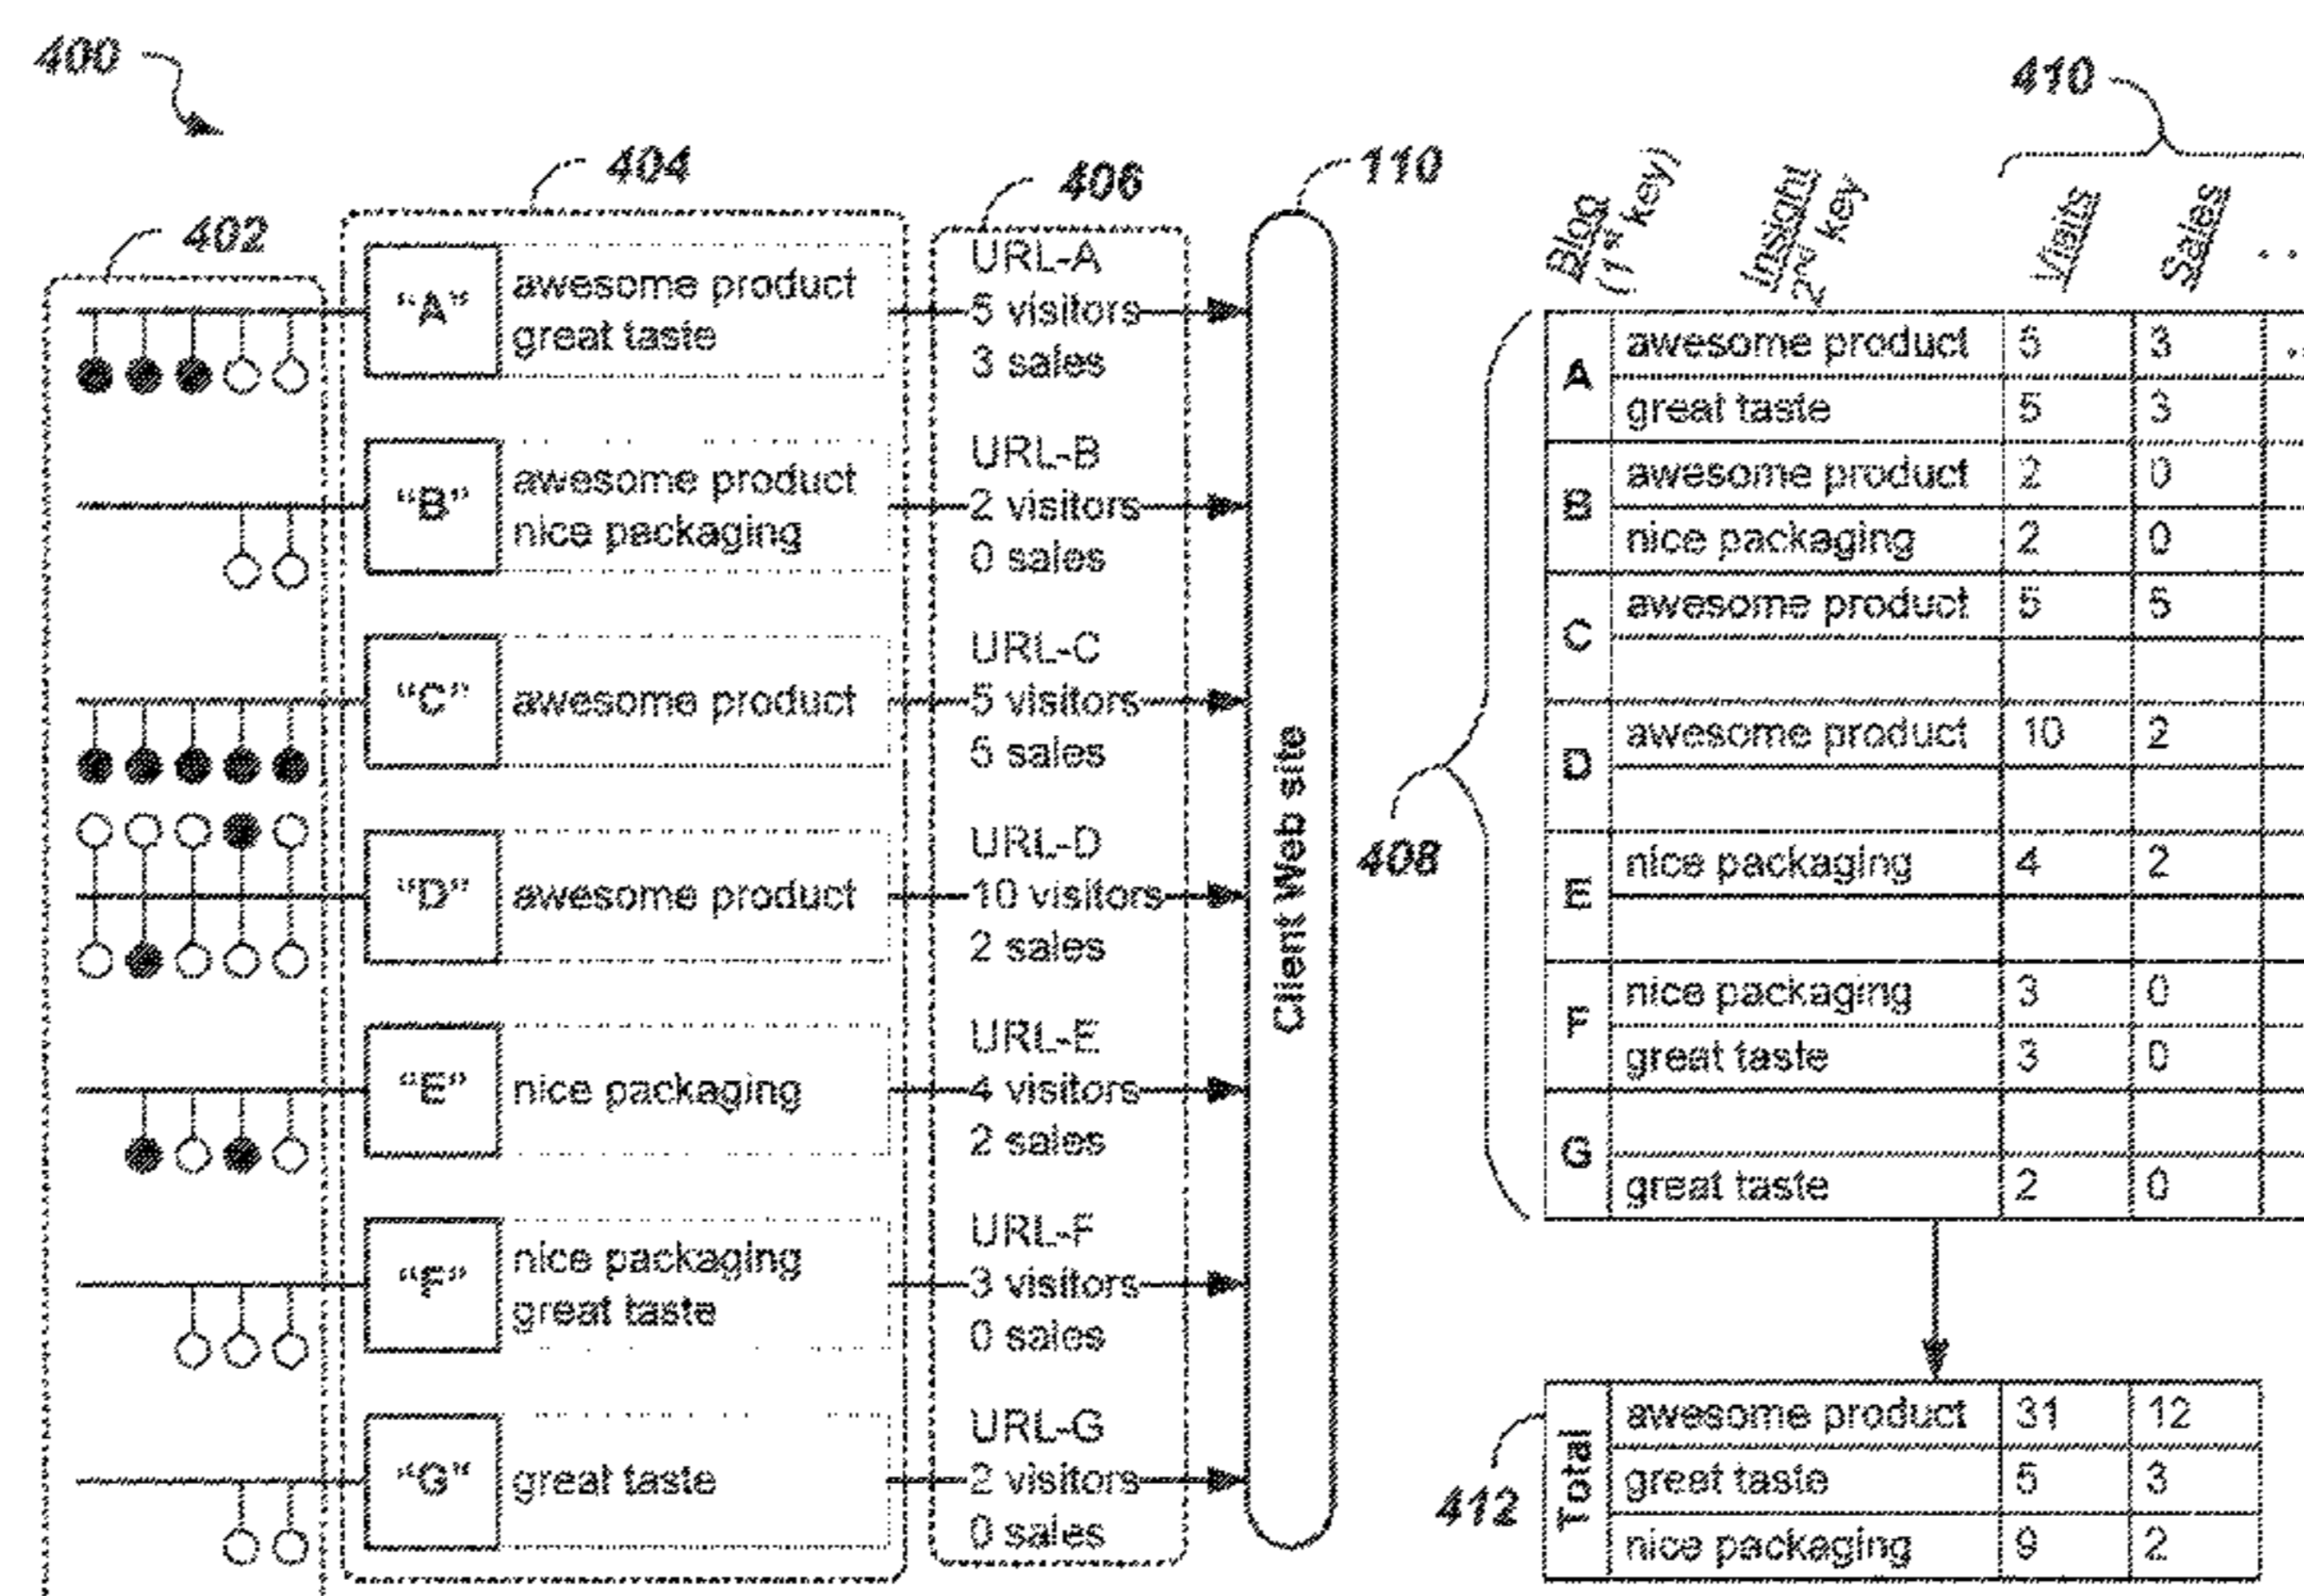 400
402
404
406
110
410
Blog
(1st key)
Insight
2nd key
Visits
Sales
. .
"A"
awesome product
great taste
URL-A
5 visitors
3 sales
"B"
awesome product
nice packaging
URL-B
2 visitors
0 sales
"C"
awesome product
URL-C
5 visitors
5 sales
"D"
awesome product
URL-D
10 visitors
2 sales
"E"
nice packaging
URL-E
4 visitors
2 sales
"F"
nice packaging
great taste
URL-F
3 visitors
0 sales
"G"
great taste
URL-G
2 visitors
0 sales
Client Web site
408
A
awesome product 5 3 ..
great taste 5 3
B
awesome product 2 0
nice packaging 2 0
C
awesome product 5 5
D
awesome product 10 2
E
nice packaging 4 2
F
nice packaging 3 0
great taste 3 0
G
great taste 2 0
412
Total
awesome product 31 12
great taste 5 3
nice packaging 9 2